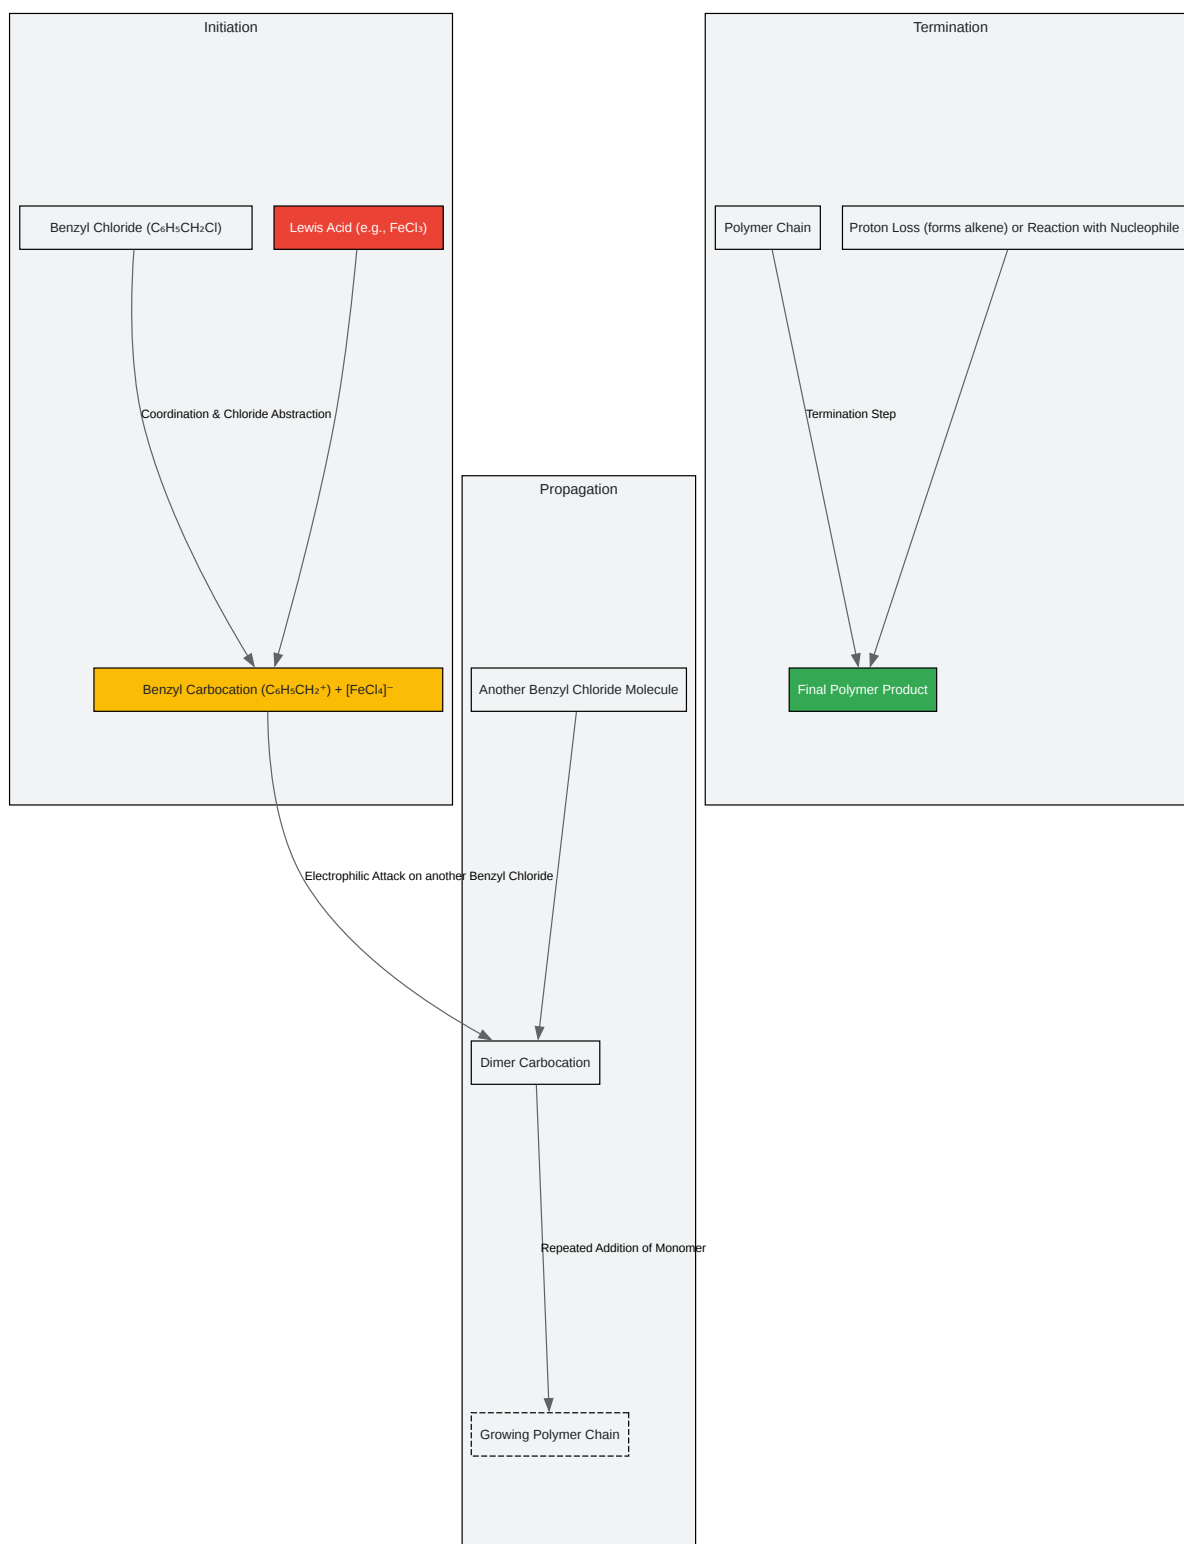 Initiation
Benzyl Chloride (C₆H₅CH₂Cl)
Lewis Acid (e.g., FeCl₃)
Coordination & Chloride Abstraction
Benzyl Carbocation (C₆H₅CH₂⁺) + [FeCl₄]⁻
Electrophilic Attack on another Benzyl Chloride
Propagation
Another Benzyl Chloride Molecule
Dimer Carbocation
Repeated Addition of Monomer
Growing Polymer Chain
Termination
Polymer Chain
Proton Loss (forms alkene) or Reaction with Nucleophile
Termination Step
Final Polymer Product